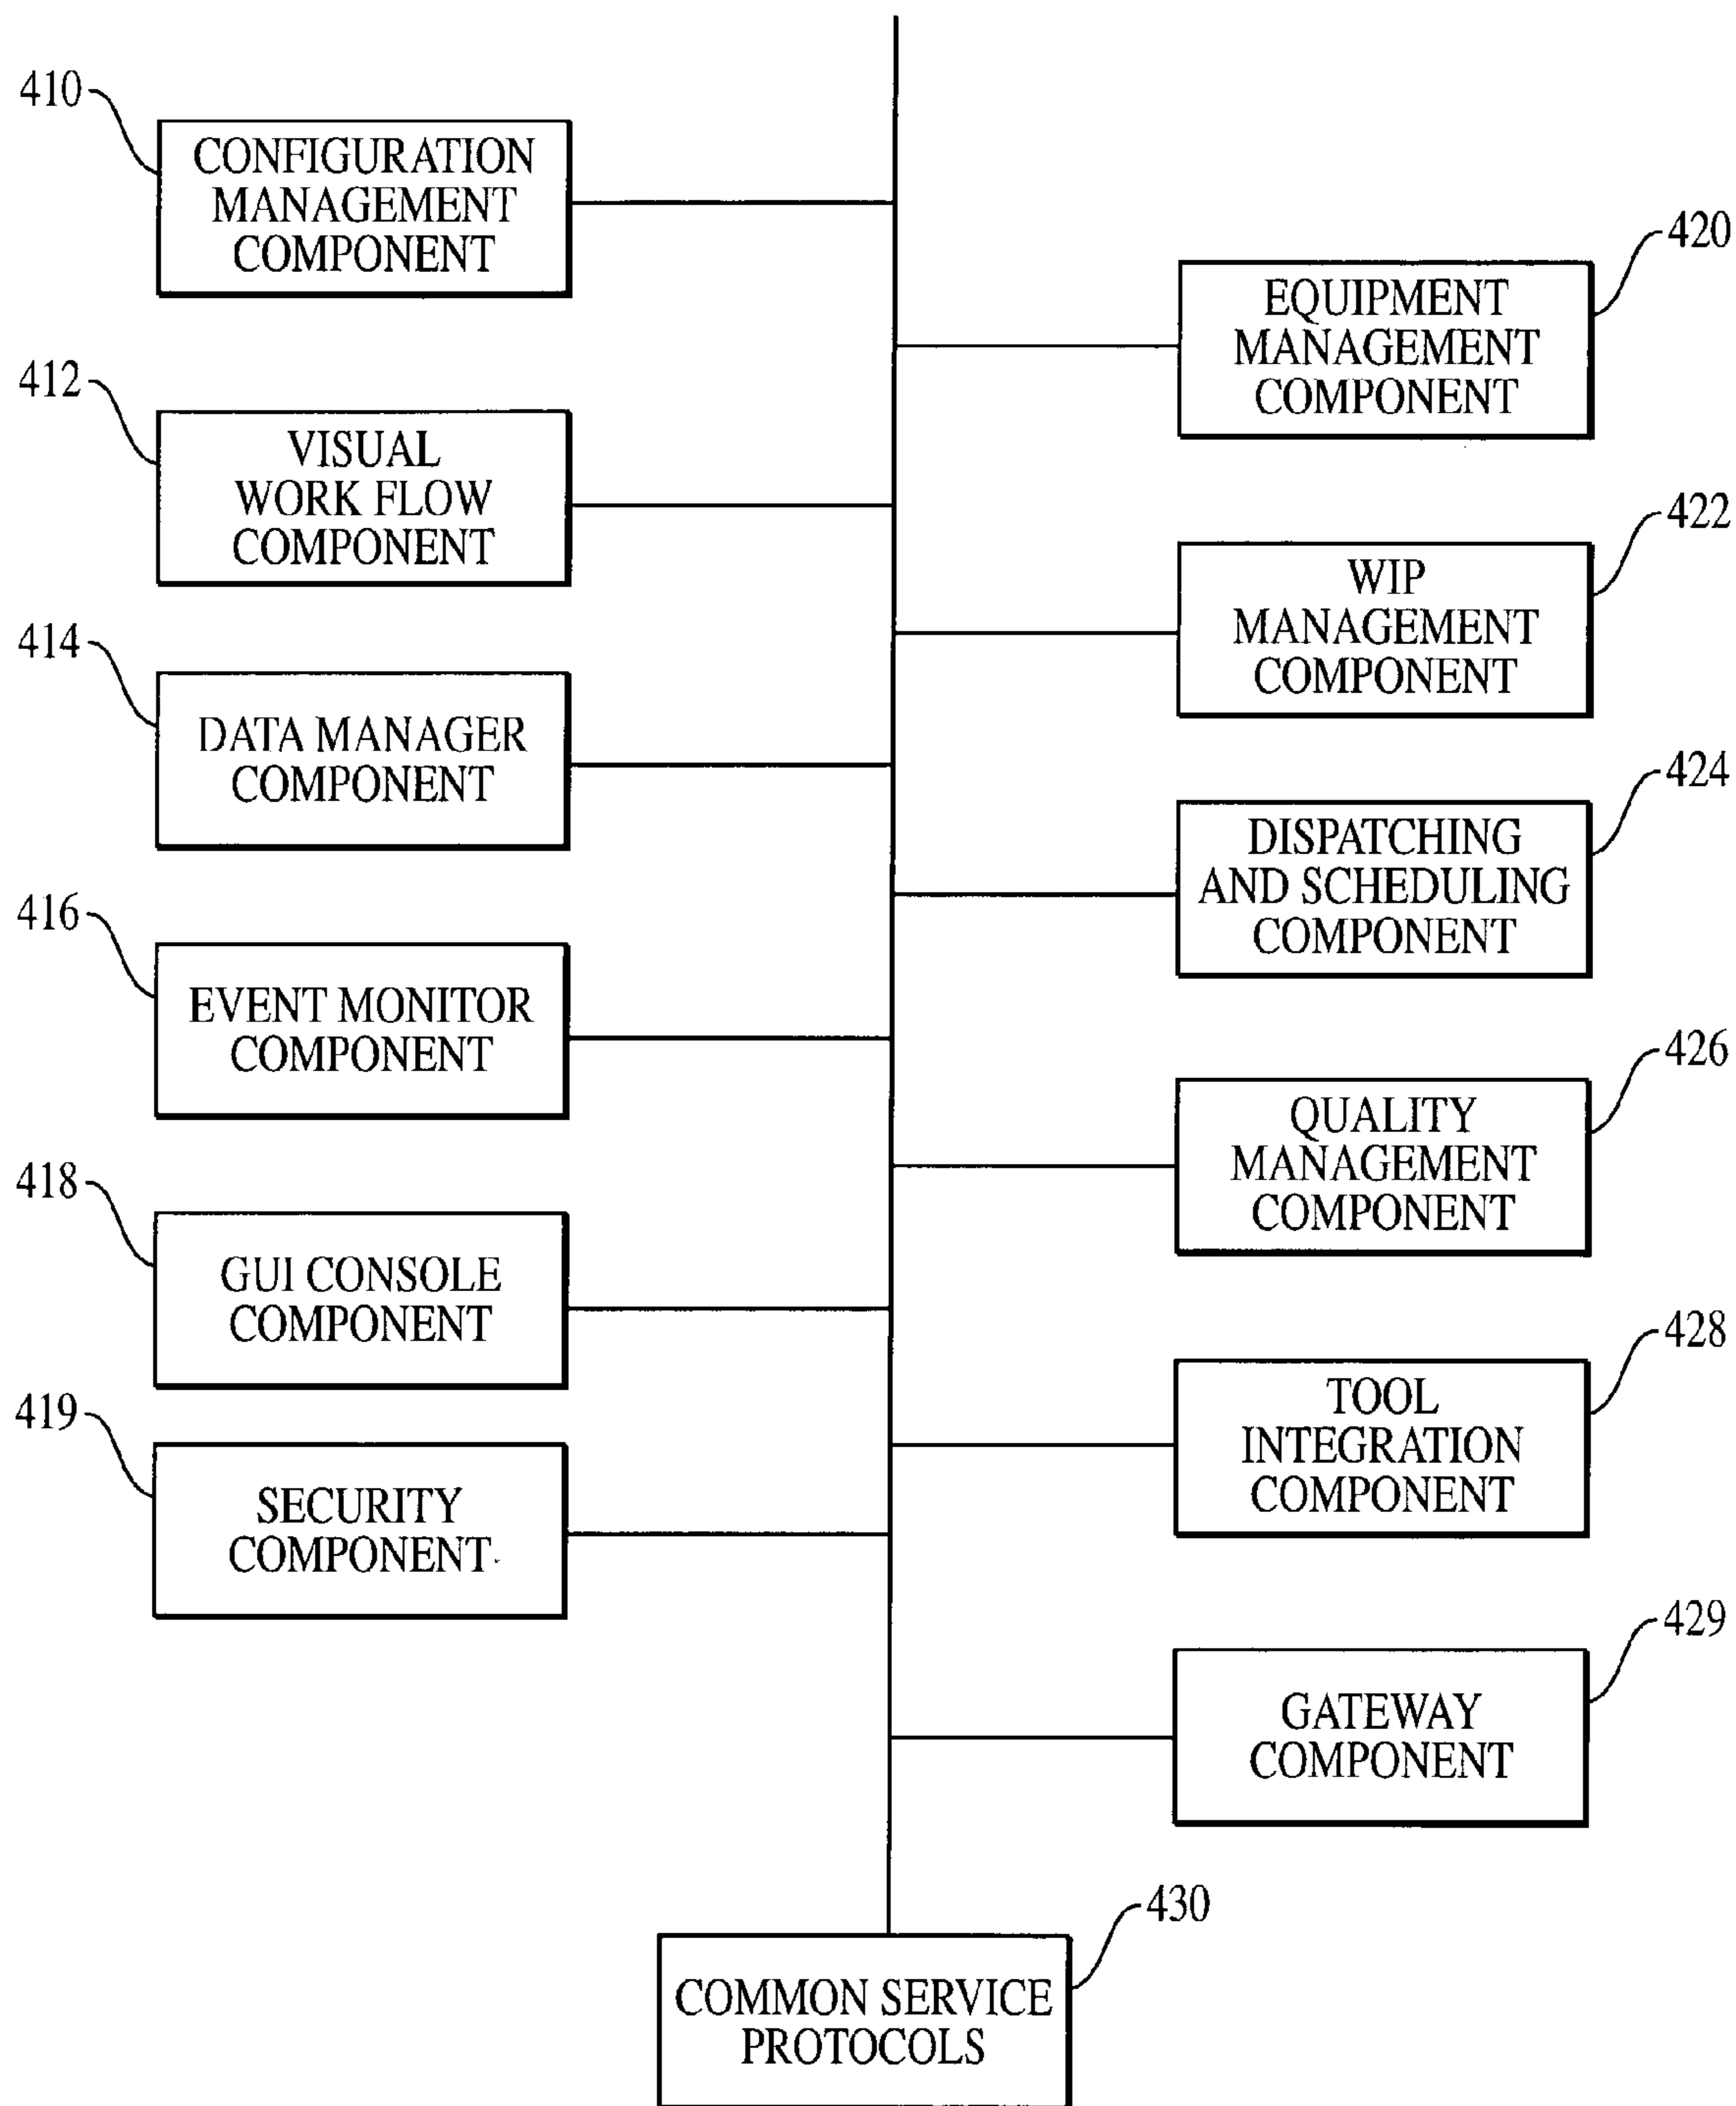 410
CONFIGURATION
MANAGEMENT
COMPONENT
412
VISUAL
WORK FLOW
COMPONENT
414
DATA MANAGER
COMPONENT
416
EVENT MONITOR
COMPONENT
418
GUI CONSOLE
COMPONENT
419
SECURITY
COMPONENT
420
EQUIPMENT
MANAGEMENT
COMPONENT
422
WIP
MANAGEMENT
COMPONENT
424
DISPATCHING
AND SCHEDULING
COMPONENT
426
QUALITY
MANAGEMENT
COMPONENT
428
TOOL
INTEGRATION
COMPONENT
429
GATEWAY
COMPONENT
430
COMMON SERVICE
PROTOCOLS